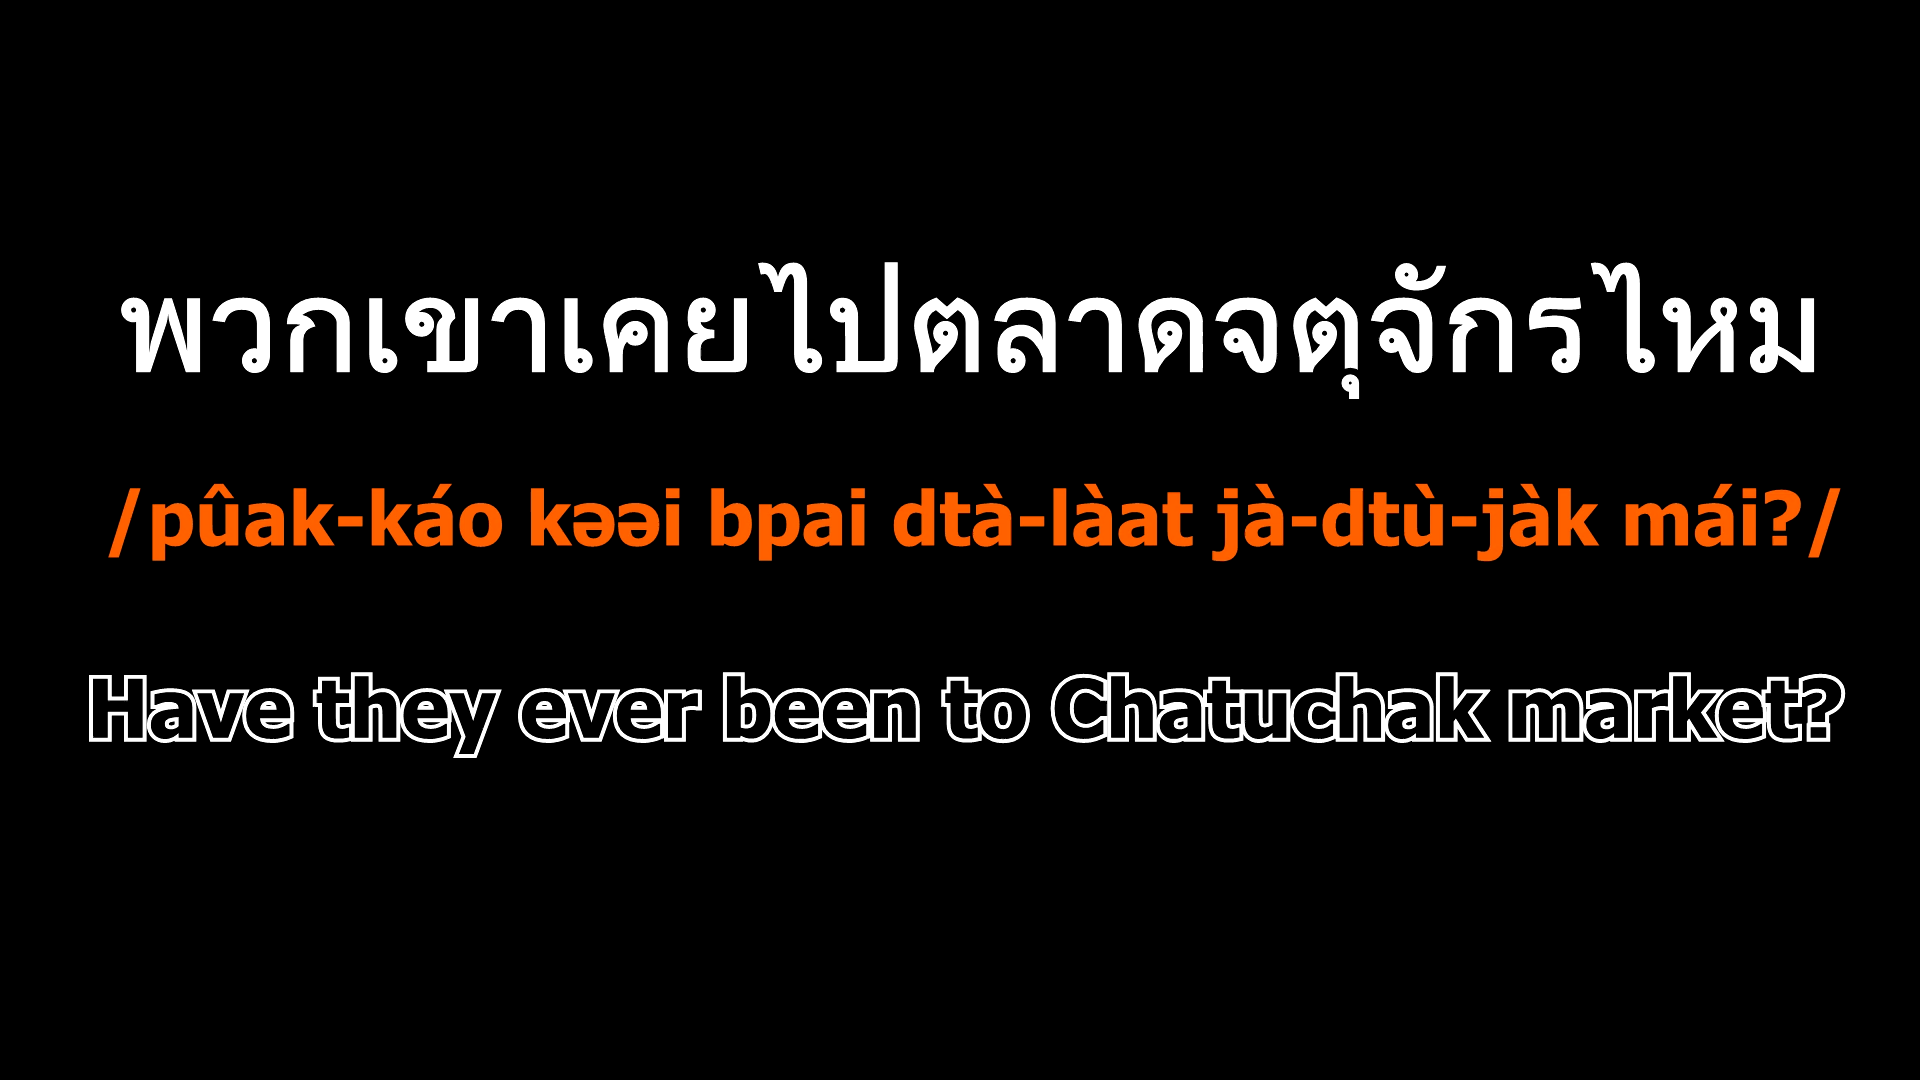 พวกเขาเคยไปตลาดจตุจักรไหม
/pûak-káo kəəi bpai dtà-làat jà-dtù-jàk mái?/
Have they ever been to Chatuchak market?